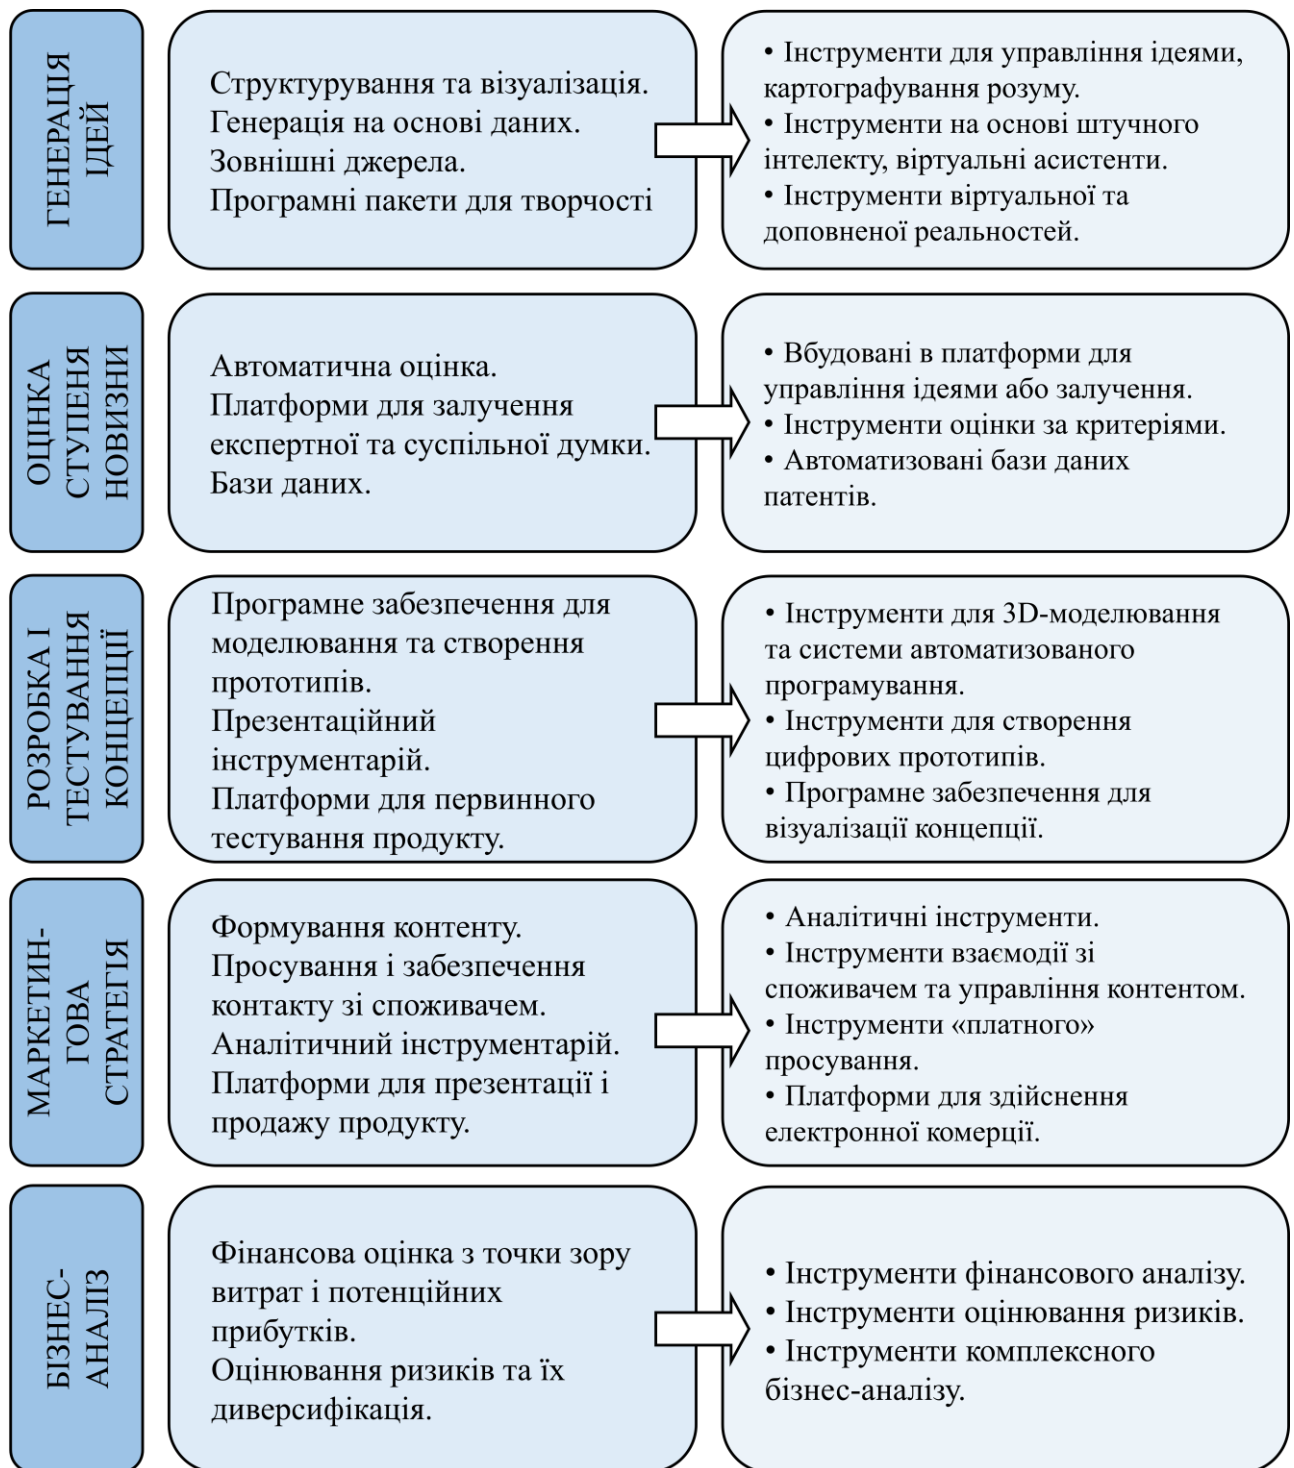 ГЕНЕРАЦІЯ
ІДЕЙ
Структурування та візуалізація.
Генерація на основі даних.
Зовнішні джерела.
Програмні пакети для творчості
• Інструменти для управління ідеями,
картографування розуму.
• Інструменти на основі штучного
інтелекту, віртуальні асистенти.
• Інструменти віртуальної та
доповненої реальностей.
ОЦІНКА
СТУПЕНЯ
НОВИЗНИ
Автоматична оцінка.
Платформи для залучення
експертної та суспільної думки.
Бази даних.
• Вбудовані в платформи для
управління ідеями або залучення.
• Інструменти оцінки за критеріями.
• Автоматизовані бази даних
патентів.
РОЗРОБКА І
ТЕСТУВАННЯ
КОНЦЕПЦІЇ
Програмне забезпечення для
моделювання та створення
прототипів.
Презентаційний
інструментарій.
Платформи для первинного
тестування продукту.
• Інструменти для 3D-моделювання
та системи автоматизованого
програмування.
• Інструменти для створення
цифрових прототипів.
• Програмне забезпечення для
візуалізації концепції.
МАРКЕТИН-
ГОВА
СТРАТЕГІЯ
Формування контенту.
Просування і забезпечення
контакту зі споживачем.
Аналітичний інструментарій.
Платформи для презентації і
продажу продукту.
• Аналітичні інструменти.
• Інструменти взаємодії зі
споживачем та управління контентом.
• Інструменти «платного»
просування.
• Платформи для здійснення
електронної комерції.
БІЗНЕС-
АНАЛІЗ
Фінансова оцінка з точки зору
витрат і потенційних
прибутків.
Оцінювання ризиків та їх
диверсифікація.
• Інструменти фінансового аналізу.
• Інструменти оцінювання ризиків.
• Інструменти комплексного
бізнес-аналізу.